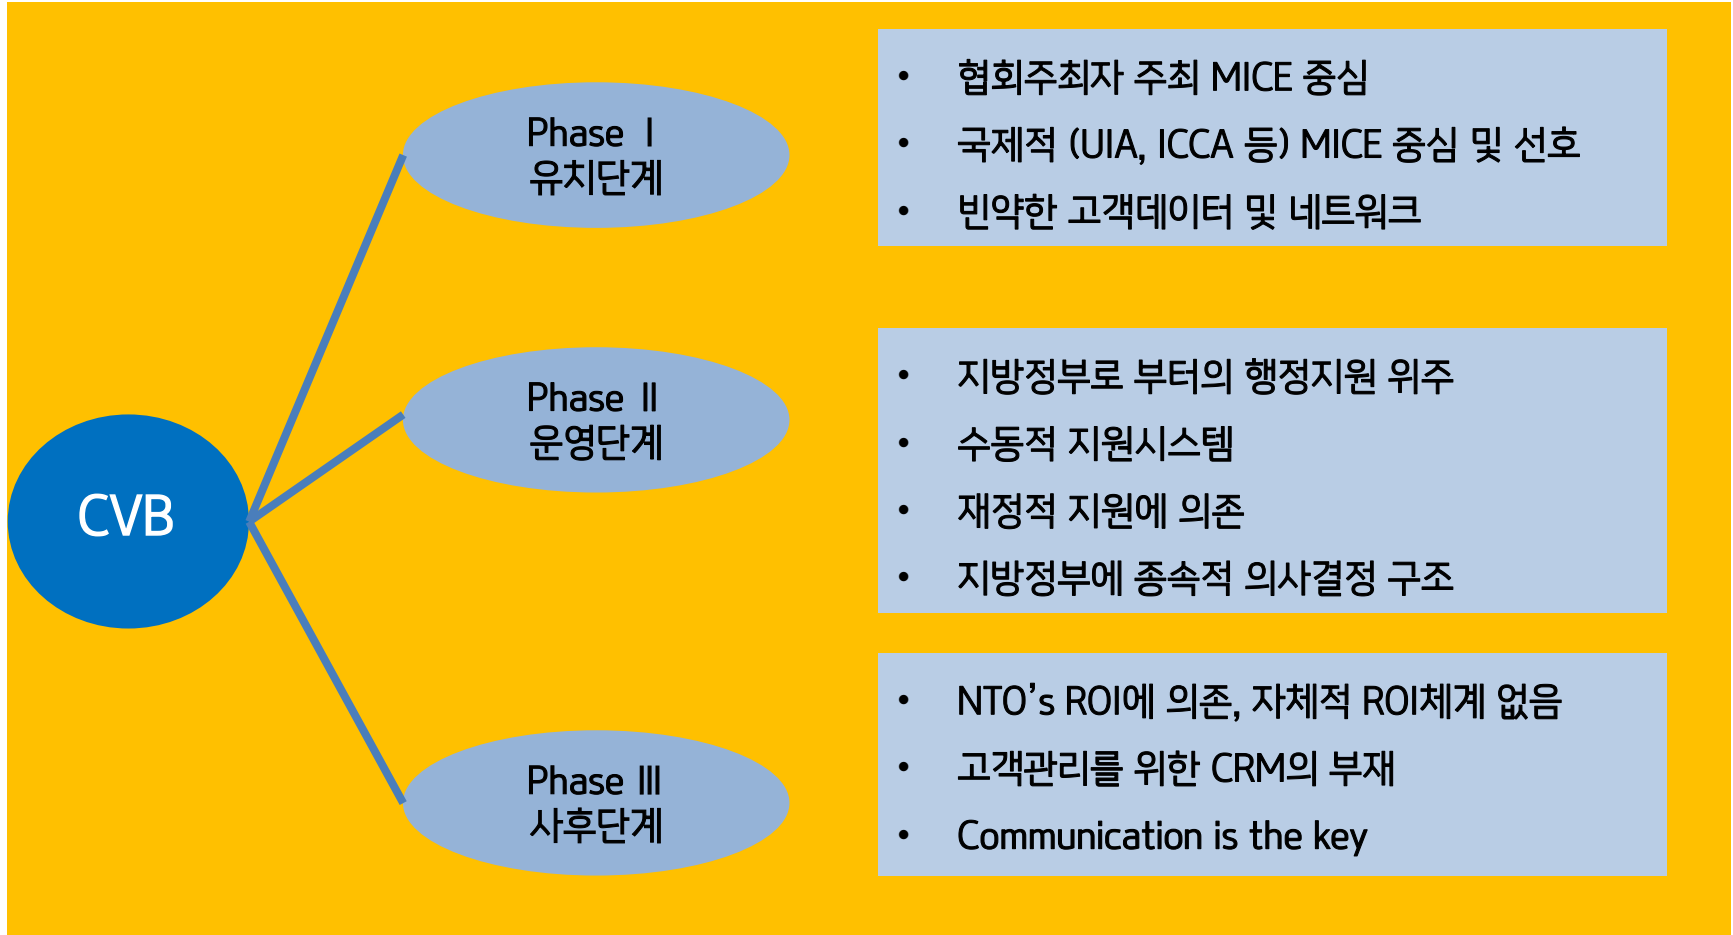 CVB
Phase Ⅰ
유치단계
• 협회주최자 주최 MICE 중심
• 국제적 (UIA, ICCA 등) MICE 중심 및 선호
• 빈약한 고객데이터 및 네트워크
Phase Ⅱ
운영단계
• 지방정부로 부터의 행정지원 위주
• 수동적 지원시스템
• 재정적 지원에 의존
• 지방정부에 종속적 의사결정 구조
Phase Ⅲ
사후단계
• NTO’s ROI에 의존, 자체적 ROI체계 없음
• 고객관리를 위한 CRM의 부재
• Communication is the key